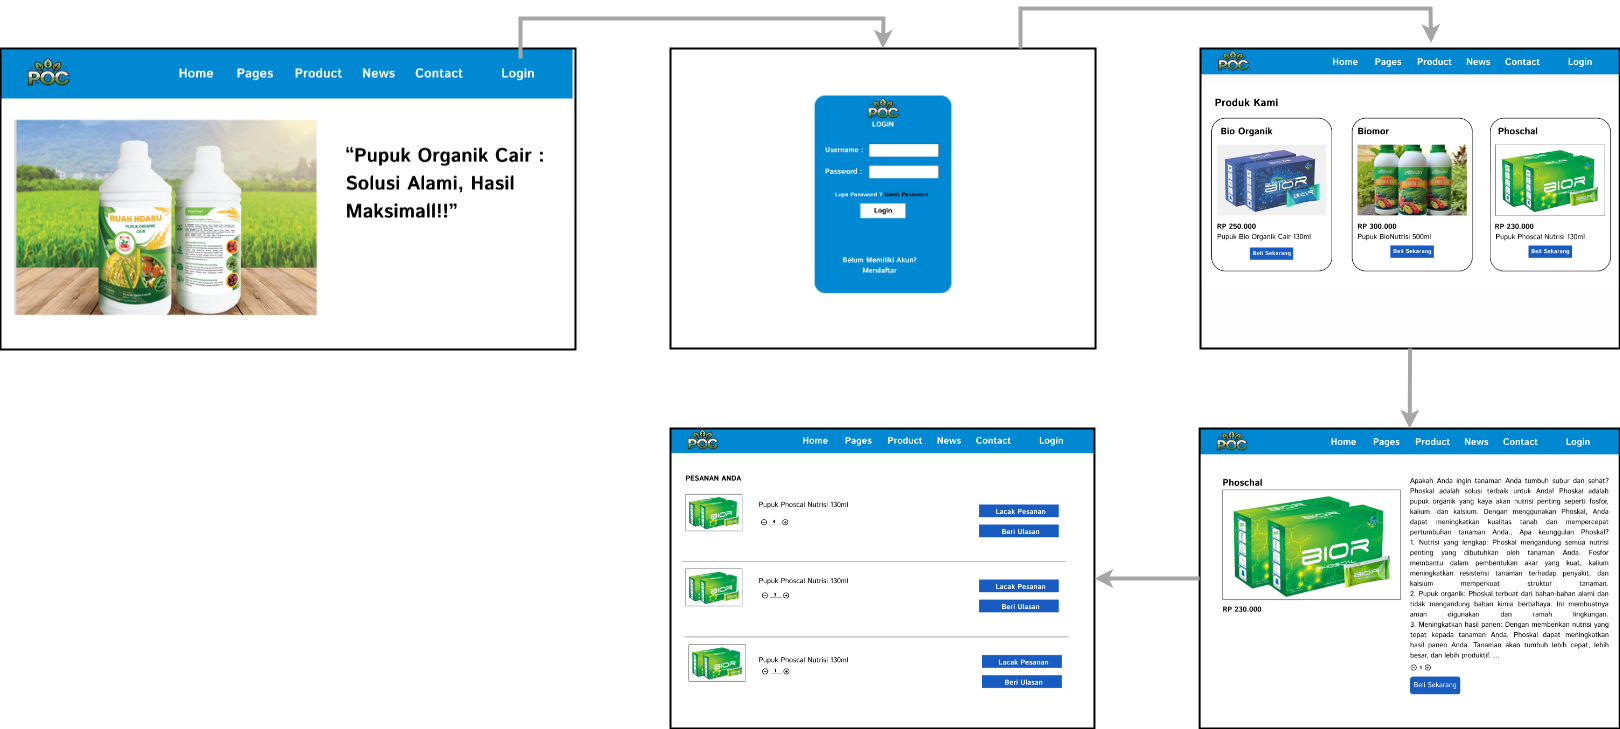 POC
Home Pages Product News Contact Login
BUAH NDARU
PUPUK ORGANIK
CAIR
“Pupuk Organik Cair :
Solusi Alami, Hasil
Maksimall!!”
POC
LOGIN
Username :
Password :
Lupa Password ? Ganti Password
Login
Belum Memiliki Akun?
Mendaftar
POC
Home Pages Product News Contact Login
Produk Kami
Bio Organik
BIOR
RP 250.000
Pupuk Bio Organik Cair 130ml
Beli Sekarang
Biomor
RP 300.000
Pupuk BioNutrisi 500ml
Beli Sekarang
Phoschal
BIOR
RP 230.000
Pupuk Phoscal Nutrisi 130ml
Beli Sekarang
POC
Home Pages Product News Contact Login
PESANAN ANDA
BIOR
Pupuk Phoscal Nutrisi 130ml
Lacak Pesanan
Beri Ulasan
BIOR
Pupuk Phoscal Nutrisi 130ml
Lacak Pesanan
Beri Ulasan
BIOR
Pupuk Phoscal Nutrisi 130ml
1
Lacak Pesanan
Beri Ulasan
POC
Home Pages Product News Contact Login
Phoschal
BIOR
PHOSCAL
BIOR
RP 230.000
Apakah Anda ingin tanaman Anda tumbuh subur dan sehat?
Phoskal adalah solusi terbaik untuk Anda! Phoskal adalah
pupuk organik yang kaya akan nutrisi penting seperti fosfor,
kalium, dan kalsium. Dengan menggunakan Phoskal, Anda
dapat meningkatkan kualitas tanah dan mempercepat
pertumbuhan tanaman Anda., Apa keunggulan Phoskal?
1. Nutrisi yang lengkap: Phoskal mengandung semua nutrisi
penting yang dibutuhkan oleh tanaman Anda. Fosfor
membantu dalam pembentukan akar yang kuat, kalium
meningkatkan resistensi tanaman terhadap penyakit, dan
kalsium memperkuat struktur tanaman.
2. Pupuk organik: Phoskal terbuat dari bahan-bahan alami dan
tidak mengandung bahan kimia berbahaya. Ini membuatnya
aman digunakan dan ramah lingkungan.
3. Meningkatkan hasil panen: Dengan memberikan nutrisi yang
tepat kepada tanaman Anda, Phoskal dapat meningkatkan
hasil panen Anda. Tanaman akan tumbuh lebih cepat, lebih
besar, dan lebih produktif. ...
Beli Sekarang